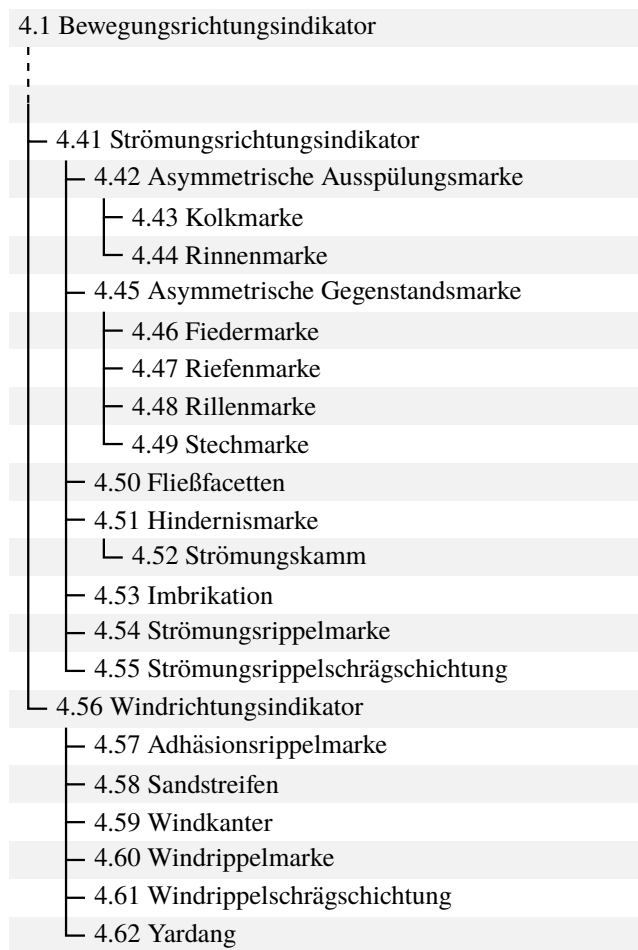 4.1 Bewegungsrichtungsindikator
4.41 Strömungsrichtungsindikator
4.42 Asymmetrische Ausspülungsmarke
4.43 Kolkmarke
4.44 Rinnenmarke
4.45 Asymmetrische Gegenstandsmarke
4.46 Fiedermarke
4.47 Riefenmarke
4.48 Rillenmarke
4.49 Stechmarke
4.50 Fließfacetten
4.51 Hindernismarke
4.52 Strömungskamm
4.53 Imbrikation
4.54 Strömungsrippelmarke
4.55 Strömungsrippelschrägschichtung
4.56 Windrichtungsindikator
4.57 Adhäsionsrippelmarke
4.58 Sandstreifen
4.59 Windkanter
4.60 Windrippelmarke
4.61 Windrippelschrägschichtung
4.62 Yardang